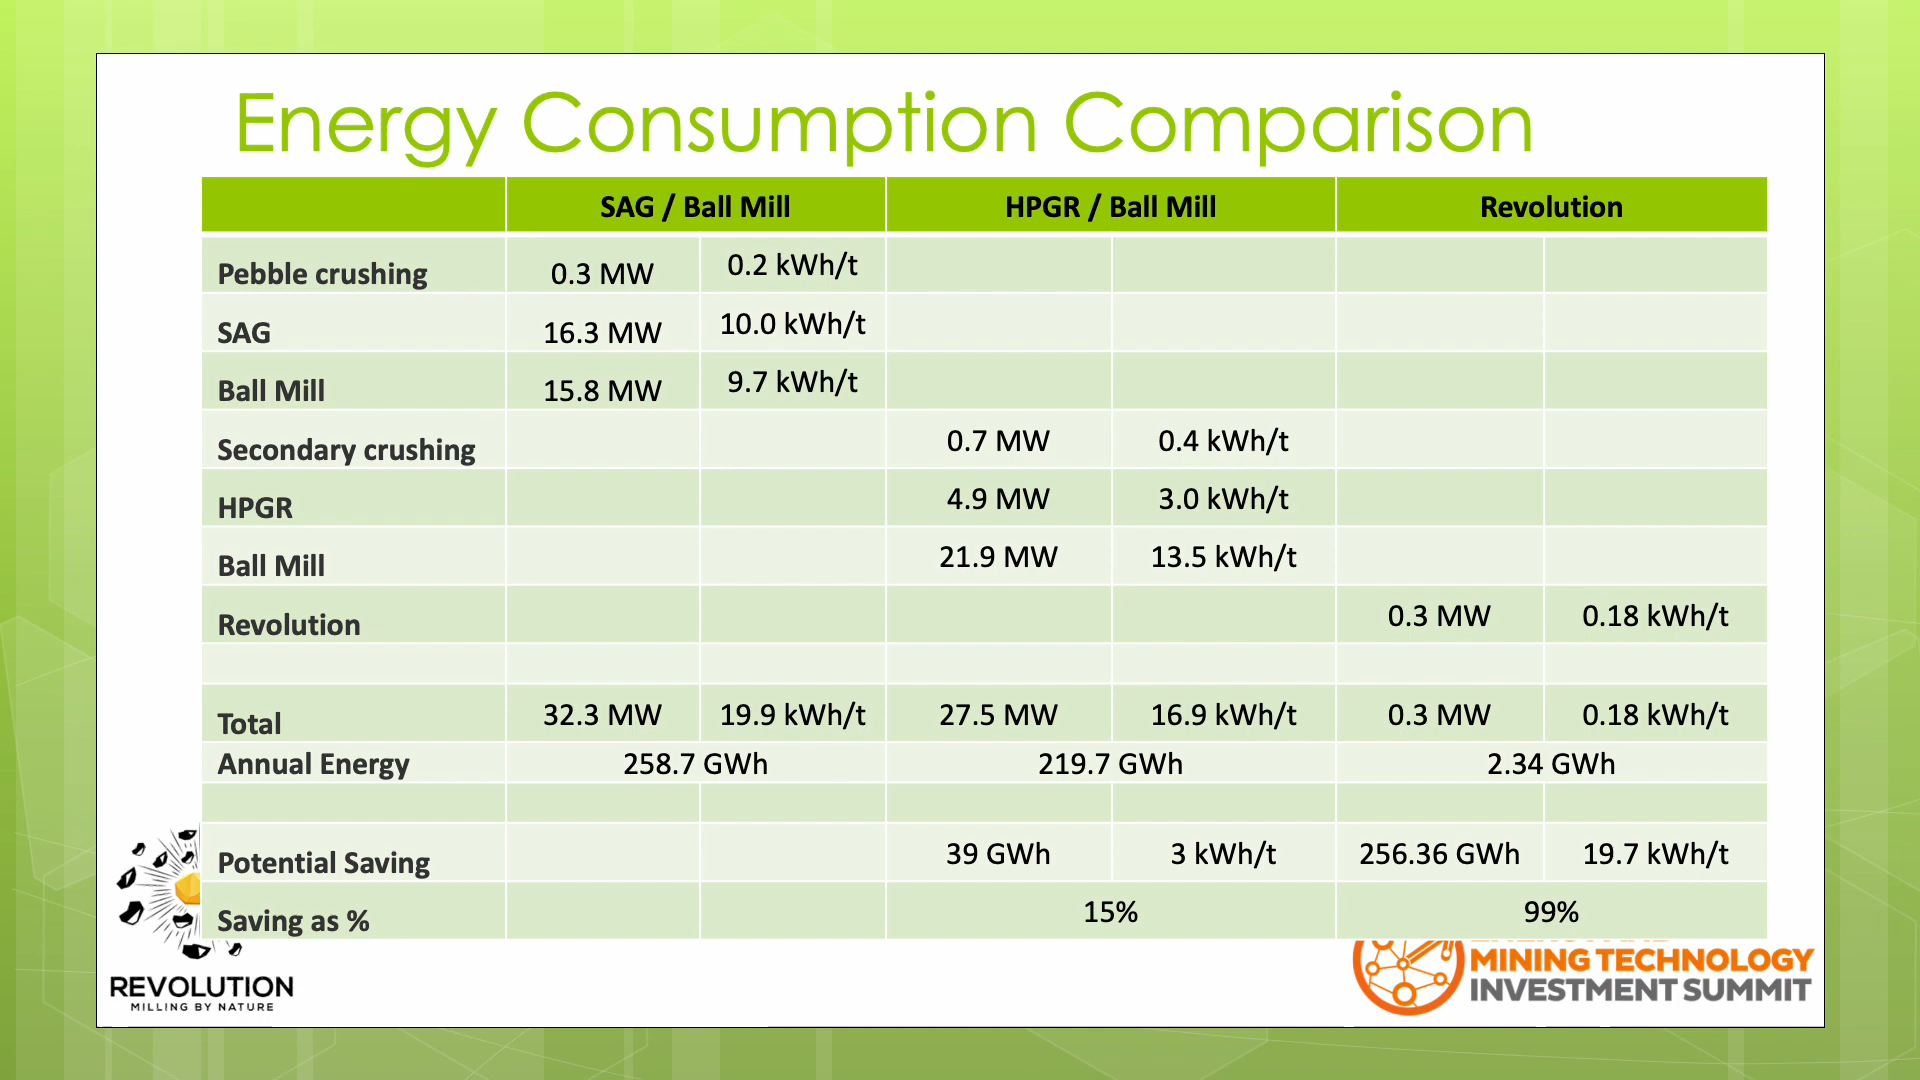 Energy Consumption Comparison
SAG / Ball Mill HPGR / Ball Mill Revolution
Pebble crushing 0.3 MW 0.2 kWh/t
SAG 16.3 MW 10.0 kWh/t
Ball Mill 15.8 MW 9.7 kWh/t
Secondary crushing 0.7 MW 0.4 kWh/t
HPGR 4.9 MW 3.0 kWh/t
Ball Mill 21.9 MW 13.5 kWh/t
Revolution 0.3 MW 0.18 kWh/t
Total 32.3 MW 19.9 kWh/t 27.5 MW 16.9 kWh/t 0.3 MW 0.18 kWh/t
Annual Energy 258.7 GWh 219.7 GWh 2.34 GWh
Potential Saving 39 GWh 3 kWh/t 256.36 GWh 19.7 kWh/t
Saving as % 15% 99%
REVOLUTION
MILLING BY NATURE
MINING TECHNOLOGY
INVESTMENT SUMMIT